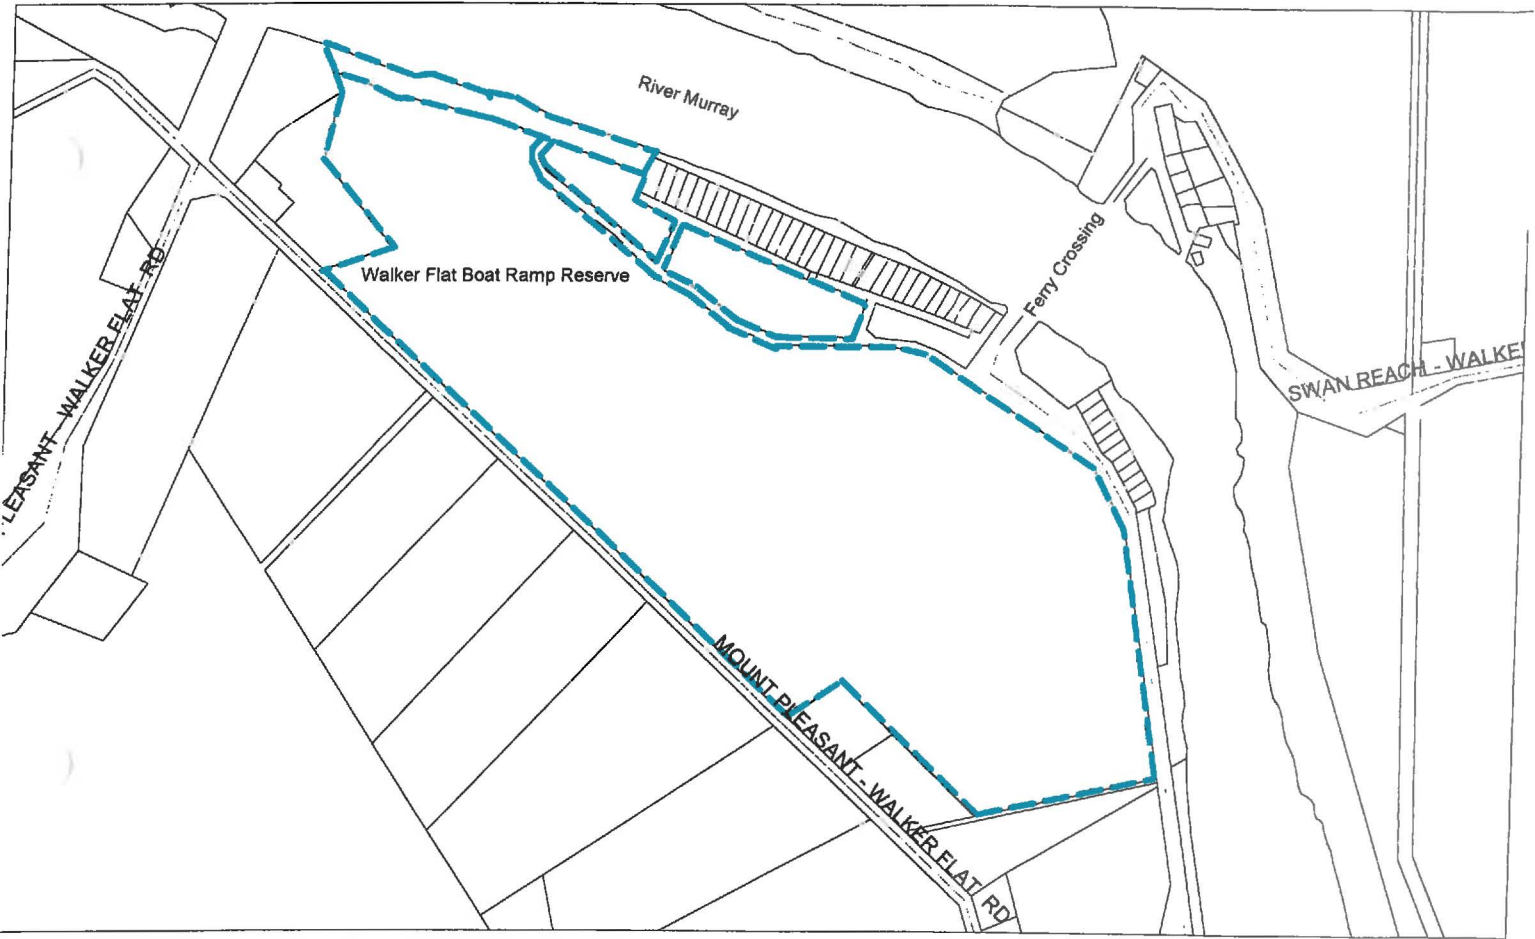 River Murray
Ferry Crossing
Walker Flat Boat Ramp Reserve
LEASANT - WALKER FLAT RD
SWAN REACH - WALKE
MOUNT PLEASANT - WALKER FLAT RD